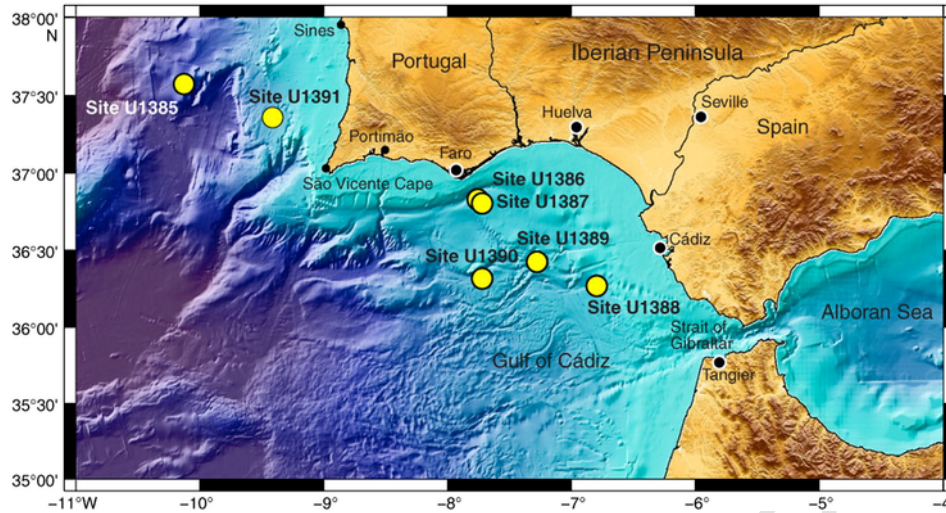 38°00'
N
37°30'
37°00'
36°30'
36°00'
35°30'
35°00'
Sines
Portugal
Iberian Peninsula
Site U1385
Site U1391
Huelva
Seville
Spain
Portimão
Faro
São Vicente Cape
Site U1386
Site U1387
Site U1389
Cádiz
Site U1390
Site U1388
Alboran Sea
Strait of
Gibraltar
Gulf of Cádiz
Tangier
-11°W
-10°
-9°
-8°
-7°
-6°
-5°